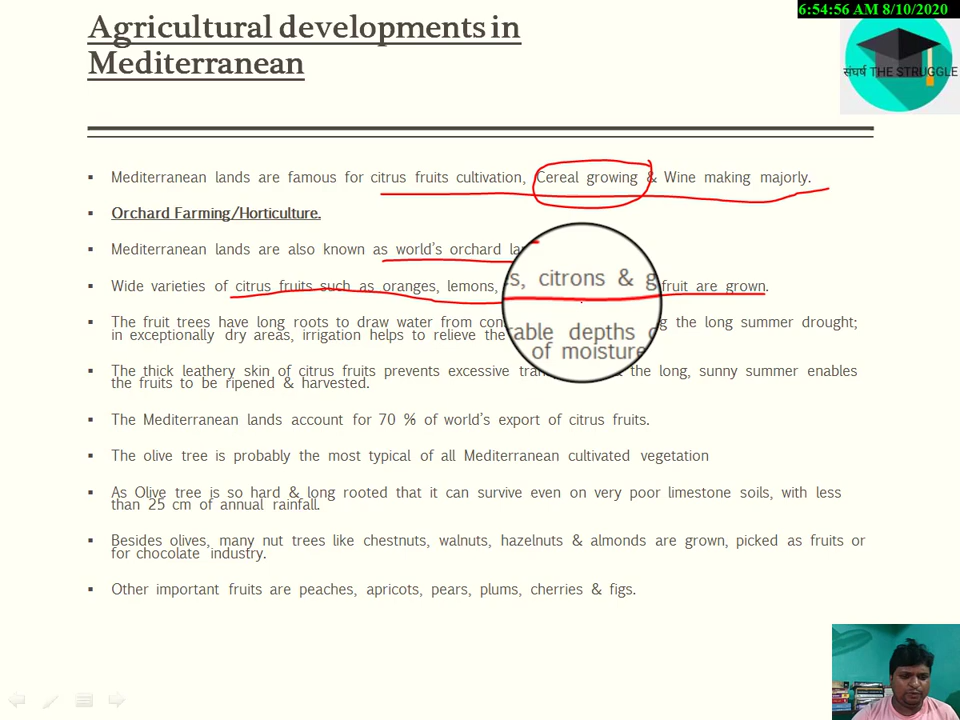 6:54:56 AM 8/10/2020
Agricultural developments in
Mediterranean
संघर्ष THE STRUGGLE
▪ Mediterranean lands are famous for citrus fruits cultivation, Cereal growing & Wine making majorly.
▪ Orchard Farming/Horticulture.
▪ Mediterranean lands are also known as world's orchard
▪ Wide varieties of citrus fruits such as oranges, lemons, citrons & fruit are grown.
▪ The fruit trees have long roots to draw water from depths the long summer drought;
in exceptionally dry areas, irrigation helps to relieve the of moisture
▪ The thick leathery skin of citrus fruits prevents excessive the long, sunny summer enables
the fruits to be ripened & harvested.
▪ The Mediterranean lands account for 70 % of world's export of citrus fruits.
▪ The olive tree is probably the most typical of all Mediterranean cultivated vegetation
▪ As Olive tree is so hard & long rooted that it can survive even on very poor limestone soils, with less
than 25 cm of annual rainfall.
▪ Besides olives, many nut trees like chestnuts, walnuts, hazelnuts & almonds are grown, picked as fruits or
for chocolate industry.
▪ Other important fruits are peaches, apricots, pears, plums, cherries & figs.